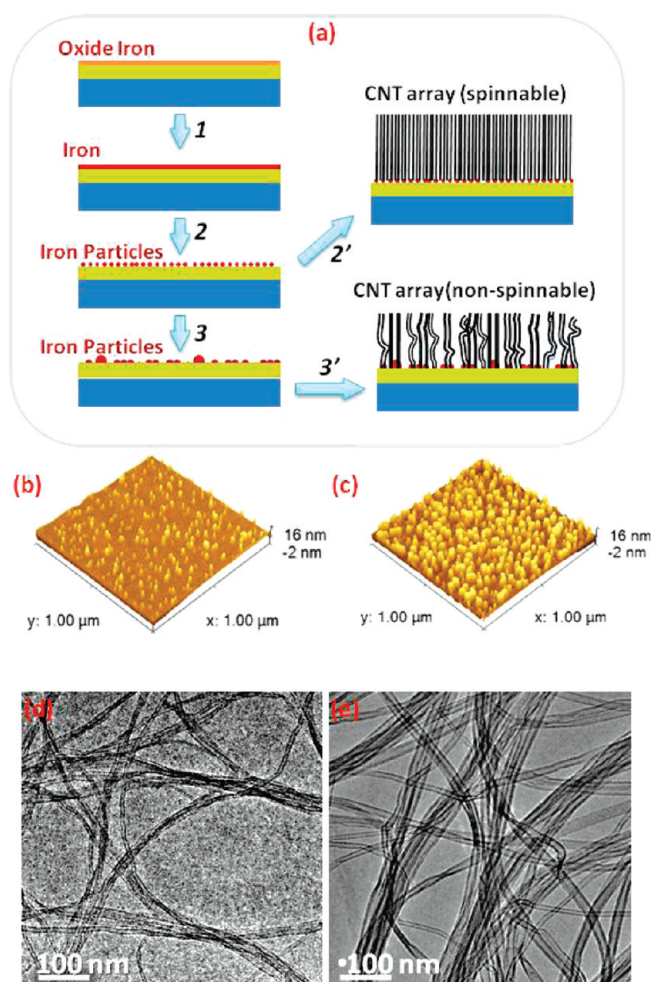 (a)
Oxide Iron
1
CNT array (spinnable)
Iron
2
Iron Particles
2'
3
CNT array(non-spinnable)
Iron Particles
3'
(b)
16 nm
-2 nm
y: 1.00 µm
x: 1.00 µm
(c)
16 nm
-2 nm
y: 1.00 µm
x: 1.00 µm
(d)
100 nm
(e)
100 nm